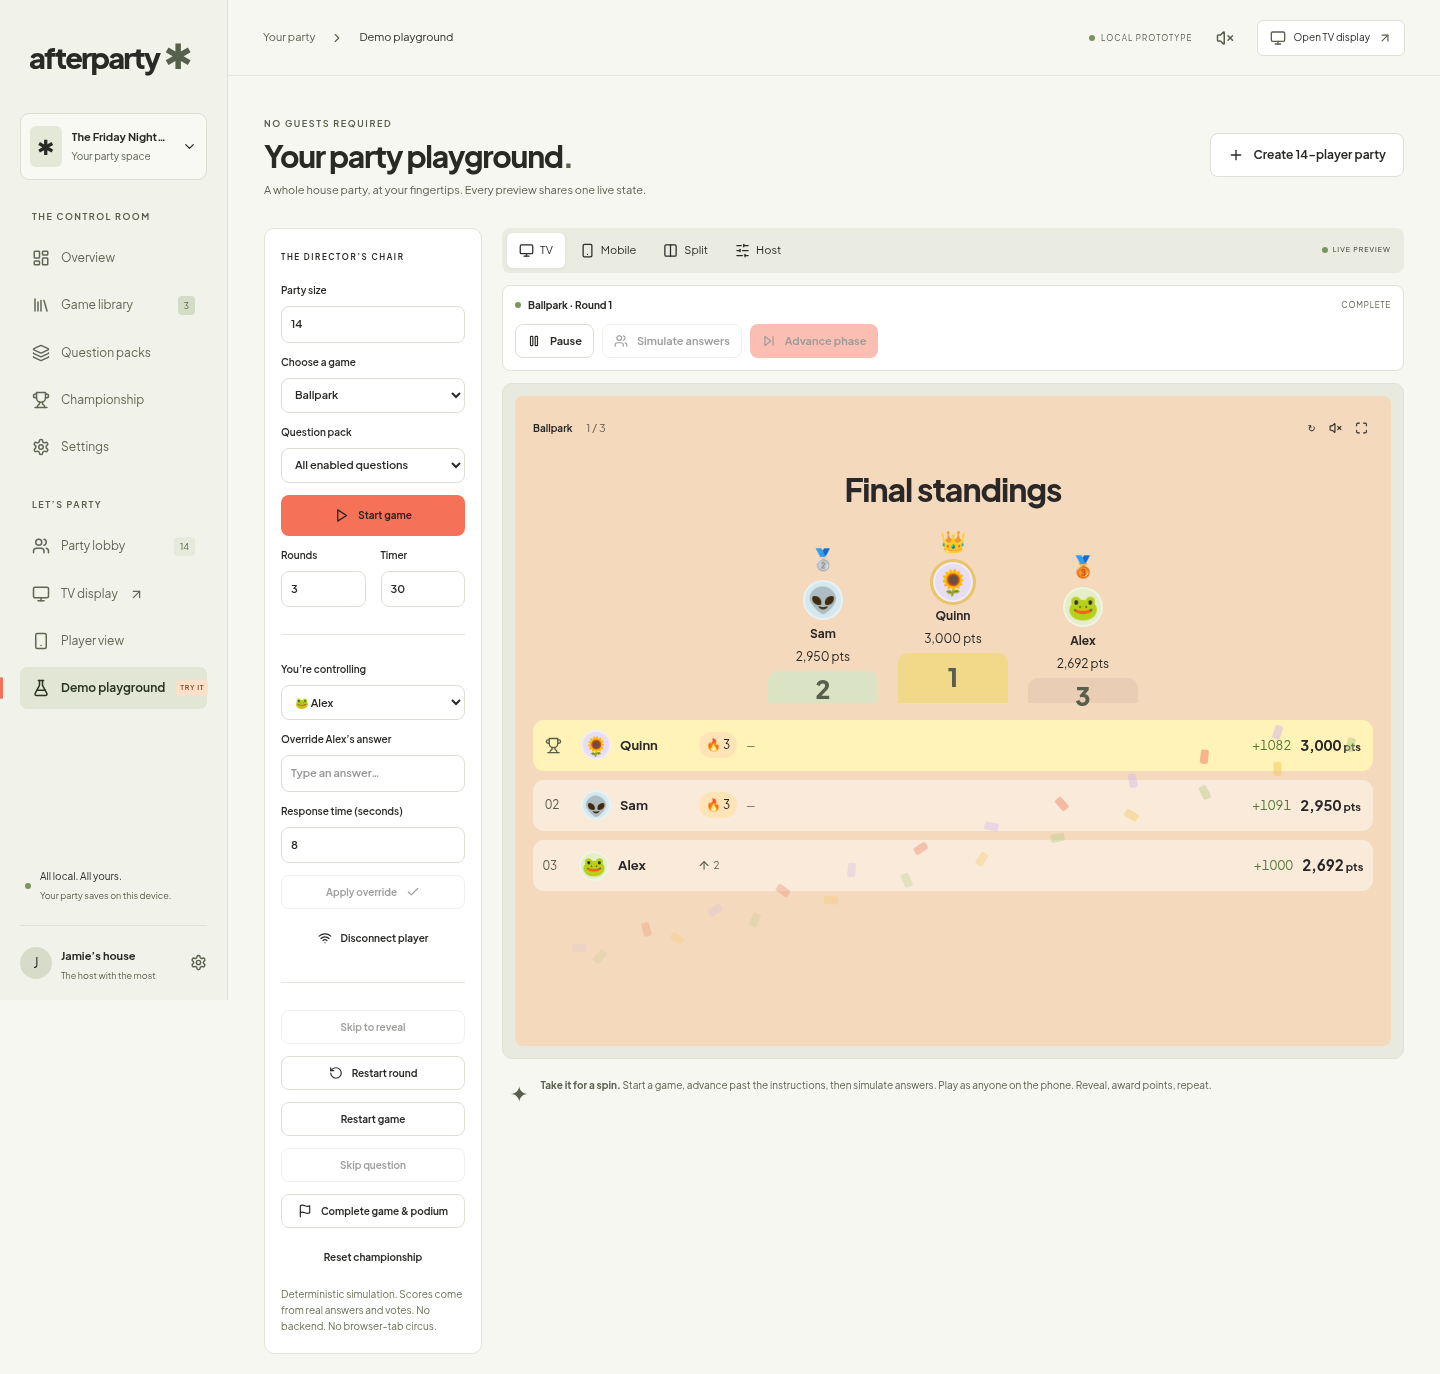 afterparty
The Friday Night…
Your party space
THE CONTROL ROOM
Overview
Game library
3
Question packs
Championship
Settings
LET'S PARTY
Party lobby
14
TV display
Player view
Demo playground
TRY IT
All local. All yours.
Your party saves on this device.
J
Jamie's house
The host with the most
Your party
Demo playground
LOCAL PROTOTYPE
Open TV display
NO GUESTS REQUIRED
Your party playground.
A whole house party, at your fingertips. Every preview shares one live state.
Create 14-player party
THE DIRECTOR'S CHAIR
Party size
14
Choose a game
Ballpark
Question pack
All enabled questions
Start game
Rounds
Timer
3
30
You're controlling
🐸 Alex
Override Alex's answer
Type an answer…
Response time (seconds)
8
Apply override
Disconnect player
Skip to reveal
Restart round
Restart game
Skip question
Complete game & podium
Reset championship
Deterministic simulation. Scores come
from real answers and votes. No
backend. No browser-tab circus.
TV
Mobile
Split
Host
LIVE PREVIEW
Ballpark · Round 1
COMPLETE
Pause
Simulate answers
Advance phase
Ballpark
1 / 3
Final standings
Sam
2,950 pts
2
Quinn
3,000 pts
1
Alex
2,692 pts
3
Quinn
🔥 3
—
+1082
3,000 pts
02
Sam
🔥 3
—
+1091
2,950 pts
03
Alex
↑ 2
+1000
2,692 pts
Take it for a spin. Start a game, advance past the instructions, then simulate answers. Play as anyone on the phone. Reveal, award points, repeat.